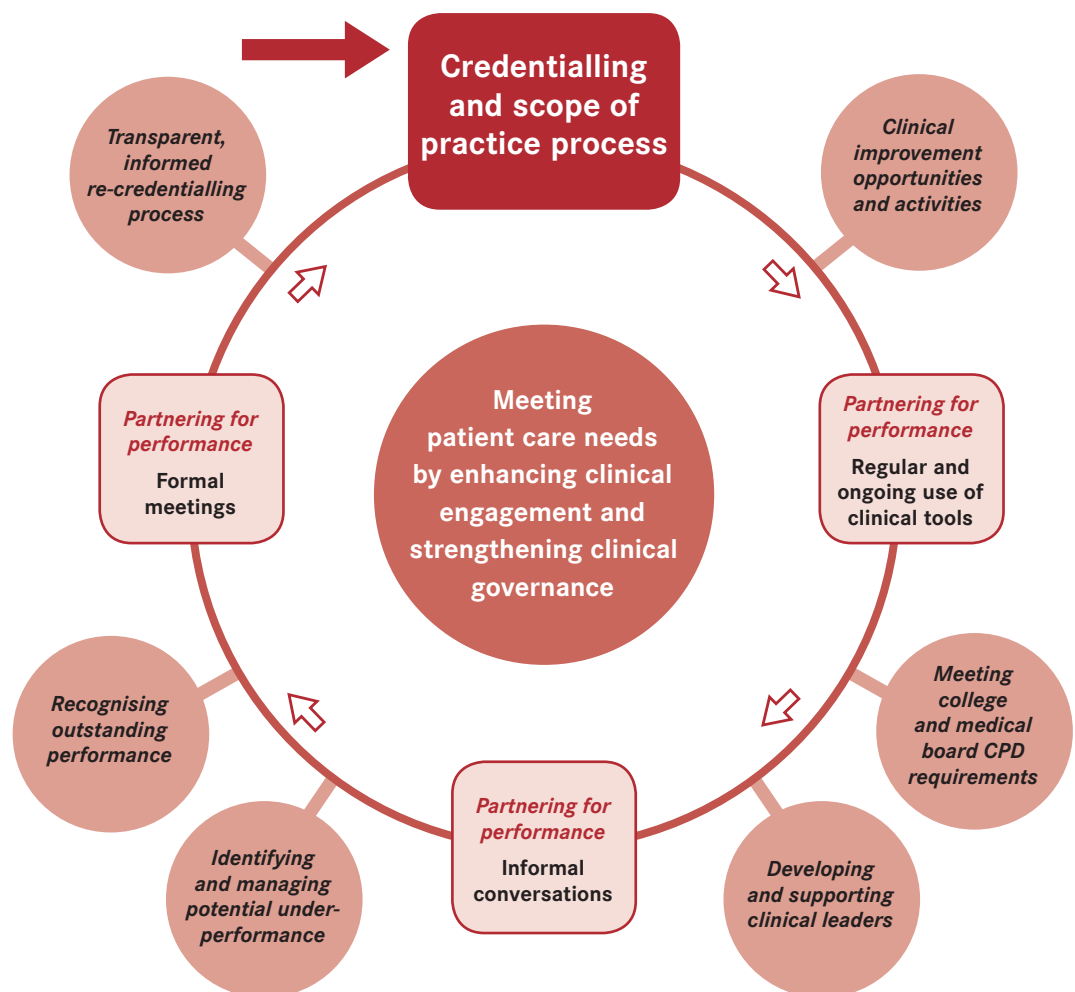 Credentialling
and scope of
practice process
Transparent,
informed
re-credentialling
process
Clinical
improvement
opportunities
and activities
Partnering for
performance
Formal
meetings
Meeting
patient care needs
by enhancing clinical
engagement and
strengthening clinical
governance
Partnering for
performance
Regular and
ongoing use of
clinical tools
Recognising
outstanding
performance
Meeting
college
and medical
board CPD
requirements
Identifying
and managing
potential under-
performance
Partnering for
performance
Informal
conversations
Developing
and supporting
clinical leaders